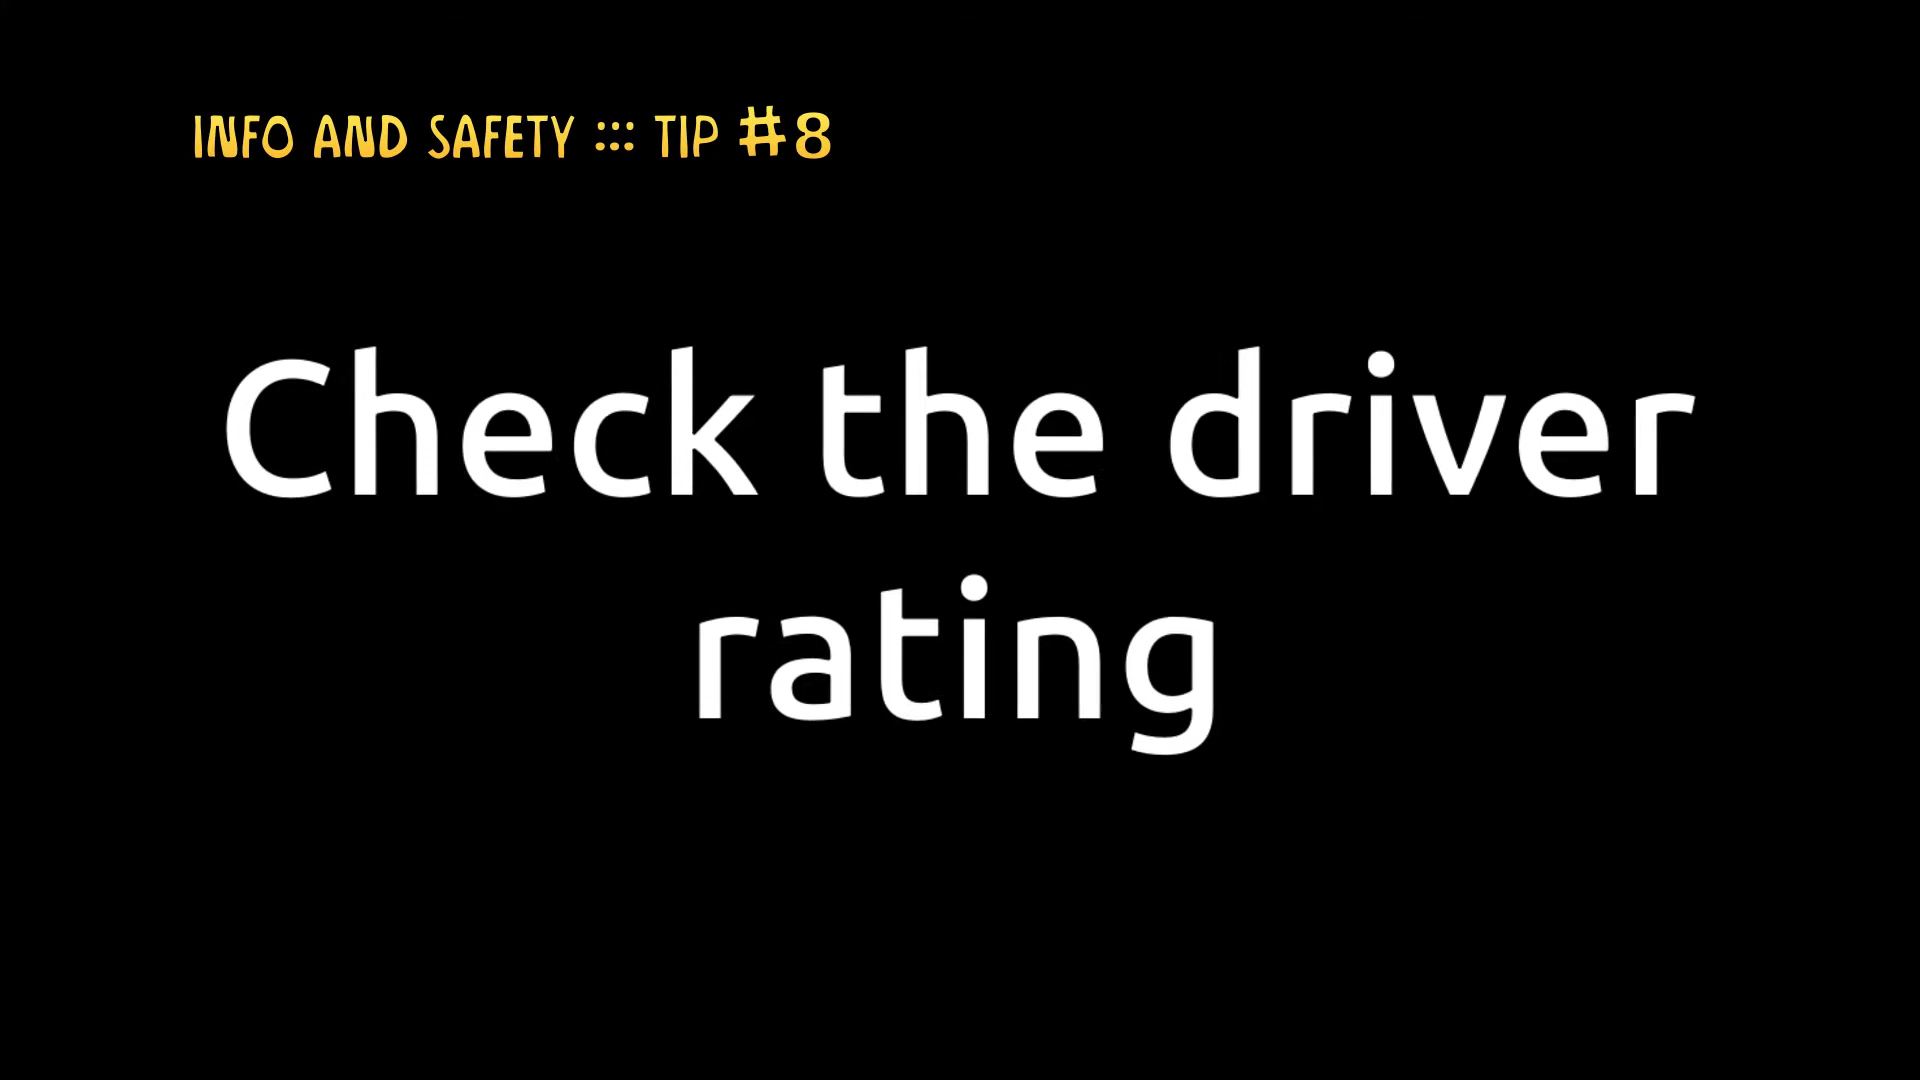 INFO AND SAFETY ::: TIP #8
Check the driver
rating